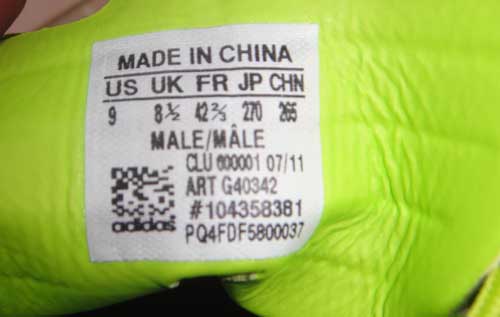 MADE IN CHINA
US UK FR JP CHN
9 8½ 42⅔ 270 265
MALE/MÂLE
CLU 600001 07/11
ART G40342
#104358381
adidas PQ4FDF5800037